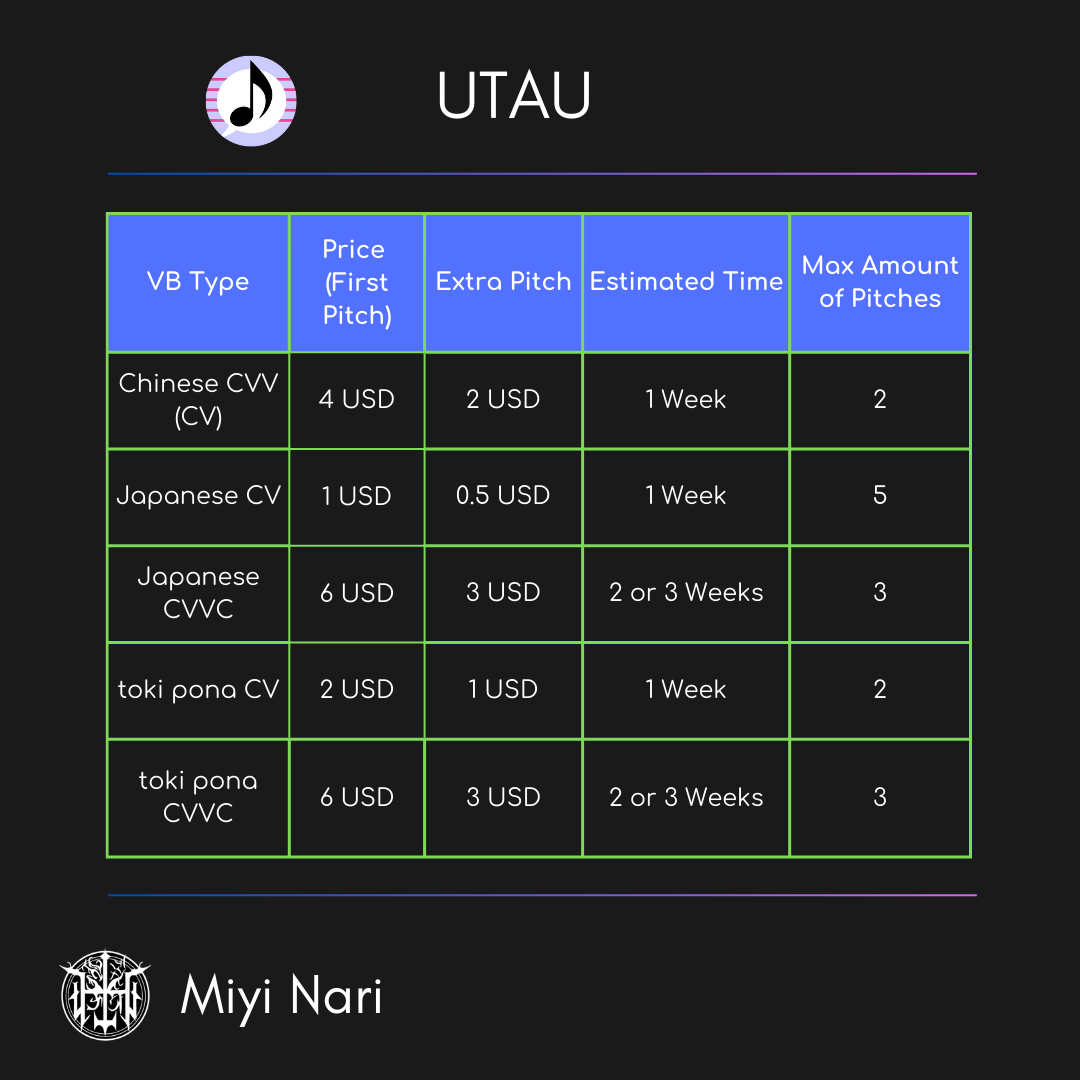 UTAU
VB Type
Price
(First
Pitch)
Extra Pitch
Estimated Time
Max Amount
of Pitches
Chinese CVV
(CV)
4 USD
2 USD
1 Week
2
Japanese CV
1 USD
0.5 USD
1 Week
5
Japanese
CVVC
6 USD
3 USD
2 or 3 Weeks
3
toki pona CV
2 USD
1 USD
1 Week
2
toki pona
CVVC
6 USD
3 USD
2 or 3 Weeks
3
Miyi Nari